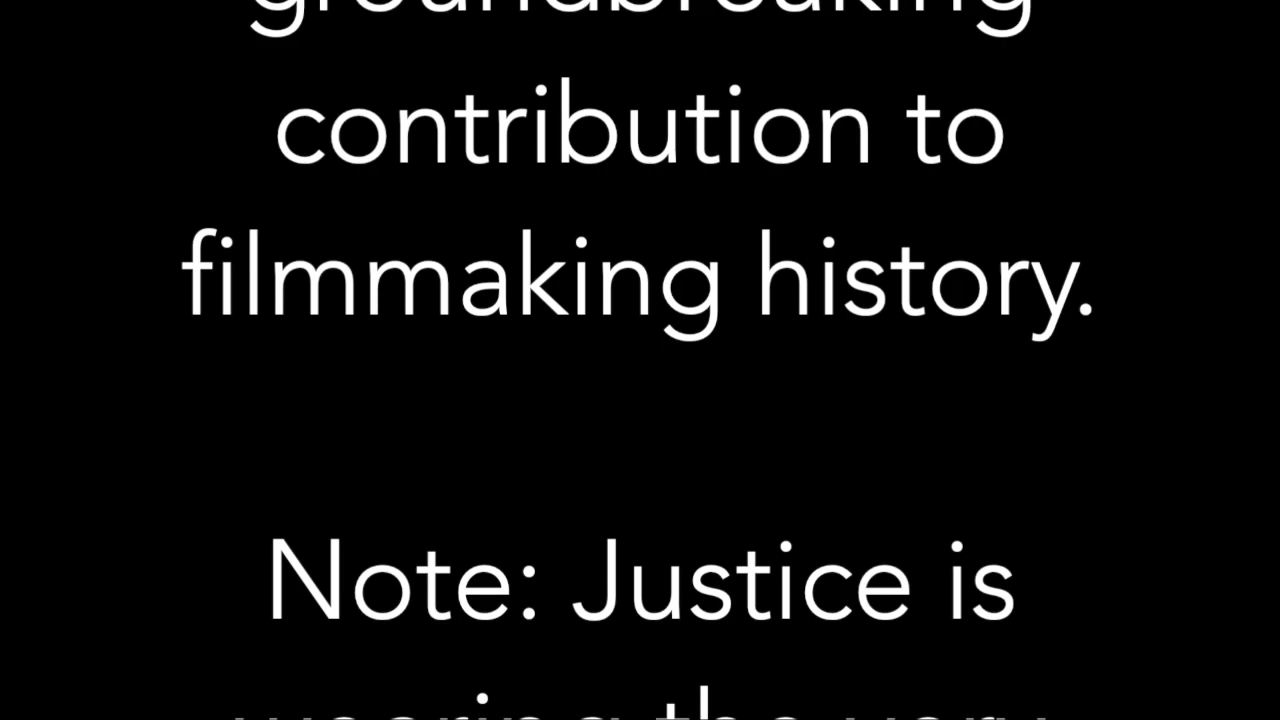 groundbreaking
contribution to
filmmaking history.
Note: Justice is
wearing the very